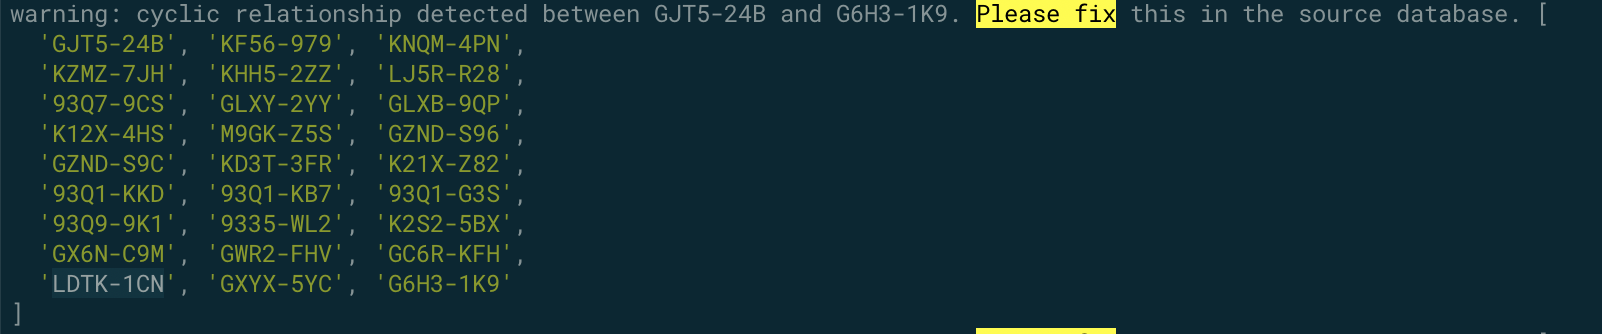 warning: cyclic relationship detected between GJT5-24B and G6H3-1K9. Please fix this in the source database. [
'GJT5-24B', 'KF56-979', 'KNQM-4PN',
'KZMZ-7JH', 'KHH5-2ZZ', 'LJ5R-R28',
'93Q7-9CS', 'GLXY-2YY', 'GLXB-9QP',
'K12X-4HS', 'M9GK-Z5S', 'GZND-S96',
'GZND-S9C', 'KD3T-3FR', 'K21X-Z82',
'93Q1-KKD', '93Q1-KB7', '93Q1-G3S',
'93Q9-9K1', '9335-WL2', 'K2S2-5BX',
'GX6N-C9M', 'GWR2-FHV', 'GC6R-KFH',
'LDTK-1CN', 'GXYX-5YC', 'G6H3-1K9'
]